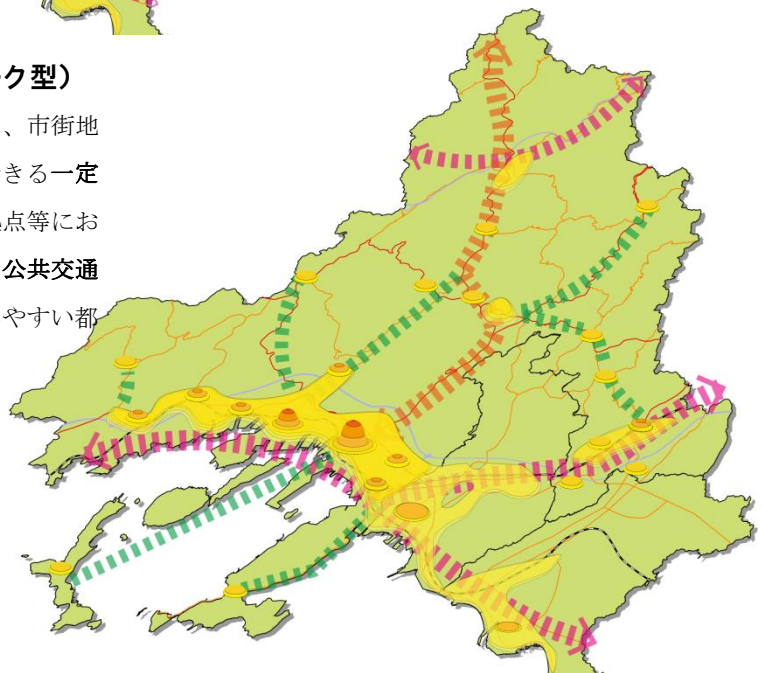 ク型）
、市街地
きる一定
点等にお
公共交通
やすい都